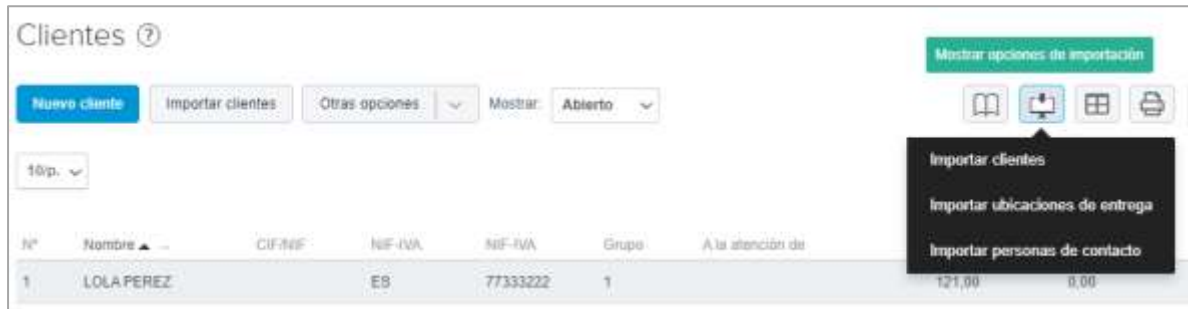 Clientes ?
Mostrar opciones de importación
Nuevo cliente Importar clientes Otras opciones Mostrar: Abierto
Importar clientes
10/p.
Importar ubicaciones de entrega
Nº Nombre CIF/NIF NIF-IVA NIF-IVA Grupo A la atención de
Importar personas de contacto
1 LOLA PEREZ ES 77333222 1 121,00 0,00